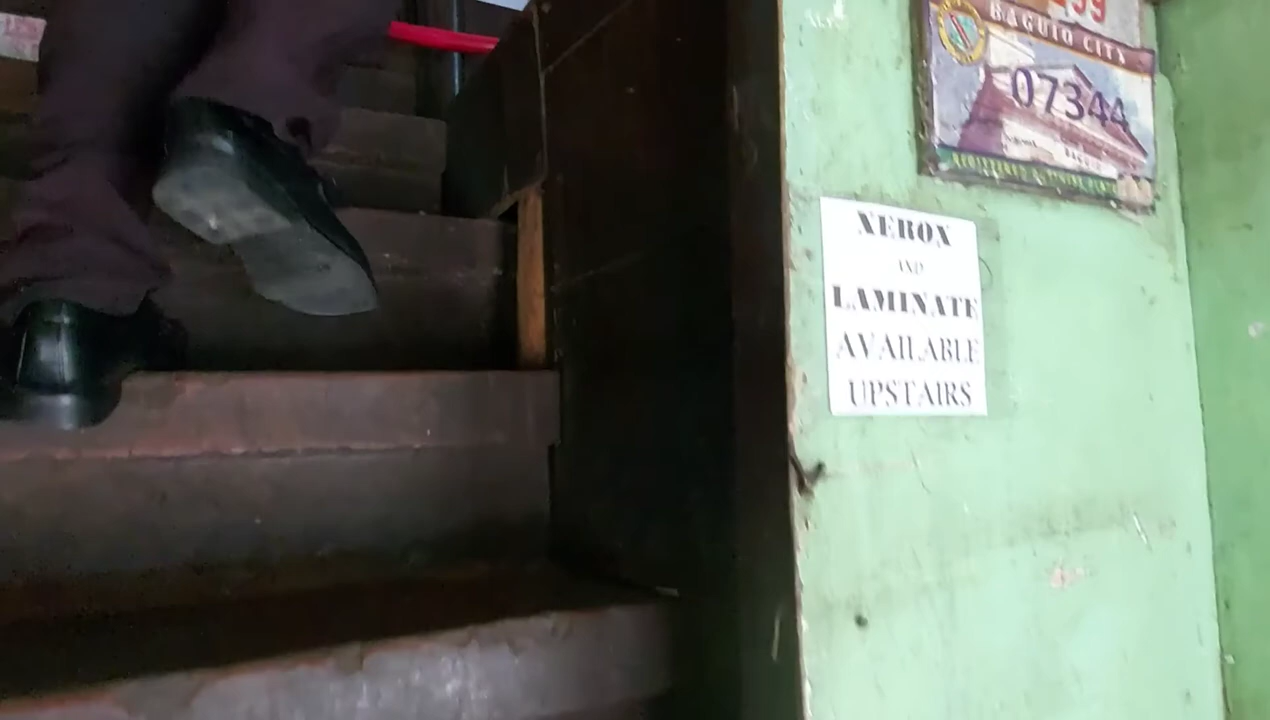 BAGUIO CITY
07344
XEROX
AND
LAMINATE
AVAILABLE
UPSTAIRS